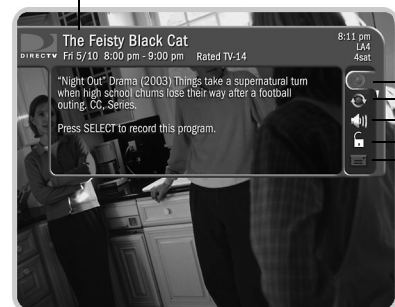 The Feisty Black Cat
8:11 pm
LA4
4sat
DIRECTV
Fri 5/10 8:00 pm - 9:00 pm Rated TV-14
"Night Out" Drama (2003) Things take a supernatural turn
when high school chums lose their way after a football
outing. CC, Series.
Press SELECT to record this program.